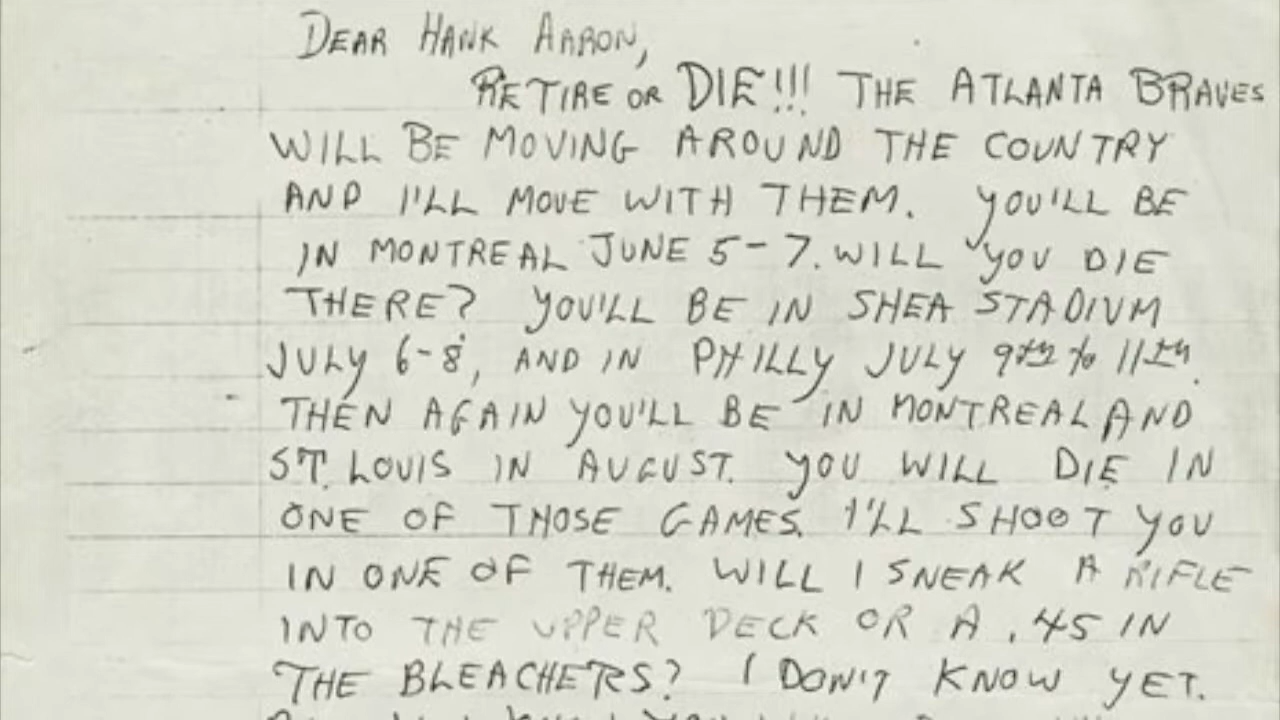 DEAR HANK AARON,
RETIRE OR DIE!!! THE ATLANTA BRAVES
WILL BE MOVING AROUND THE COUNTRY
AND I'LL MOVE WITH THEM. YOU'LL BE
IN MONTREAL JUNE 5-7. WILL YOU DIE
THERE? YOU'LL BE IN SHEA STADIUM
JULY 6-8, AND IN PHILLY JULY 9TH to 11TH.
THEN AGAIN YOU'LL BE IN MONTREAL AND
ST. LOUIS IN AUGUST. YOU WILL DIE IN
ONE OF THOSE GAMES. I'LL SHOOT YOU
IN ONE OF THEM. WILL I SNEAK A RIFLE
INTO THE UPPER DECK OR A .45 IN
THE BLEACHERS? I DON'T KNOW YET.